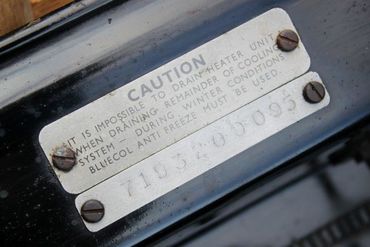 CAUTION
IT IS IMPOSSIBLE TO DRAIN HEATER UNIT
WHEN DRAINING REMAINDER OF COOLING
SYSTEM – DURING WINTER CONDITIONS
BLUECOL ANTI FREEZE MUST BE USED.
7193200093